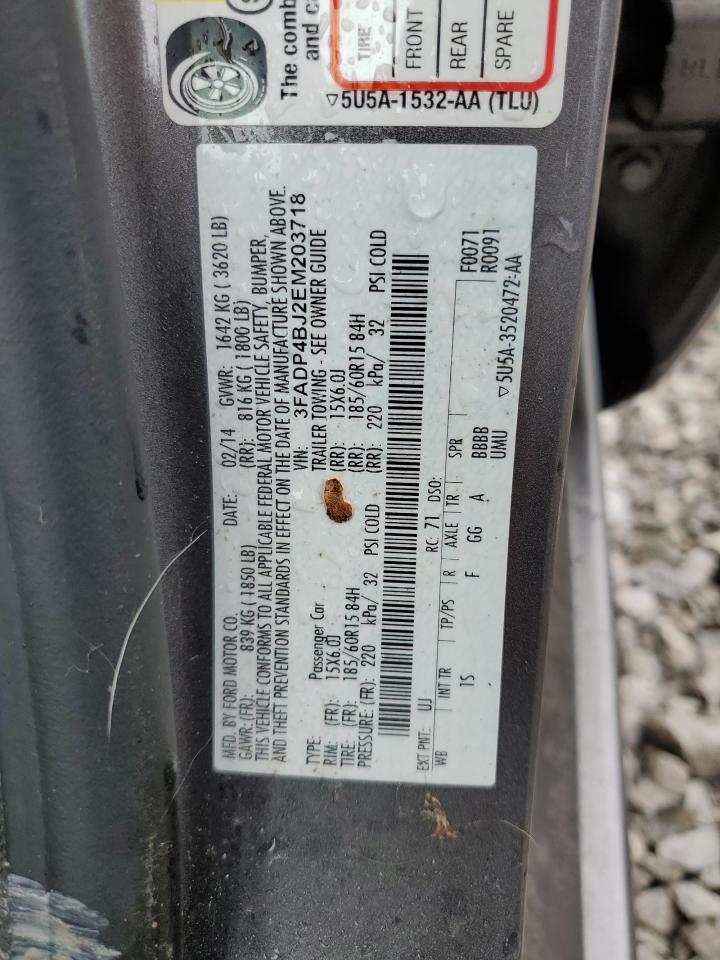 The comb
and ca
TIRE
FRONT
REAR
SPARE
▽5U5A-1532-AA (TLU)
MFD. BY FORD MOTOR CO. DATE: 02/14 GVWR: 1642 KG ( 3620 LB)
GAWR: (FR): 839 KG ( 1850 LB) (RR): 816 KG ( 1800 LB)
THIS VEHICLE CONFORMS TO ALL APPLICABLE FEDERAL MOTOR VEHICLE SAFETY, BUMPER,
AND THEFT PREVENTION STANDARDS IN EFFECT ON THE DATE OF MANUFACTURE SHOWN ABOVE.
VIN: 3FADP4BJ2EM203718
TYPE: Passenger Car TRAILER TOWING - SEE OWNER GUIDE
RIM: (FR): 15X6.0J (RR): 15X6.0J
TIRE: (FR): 185/60R15 84H (RR): 185/60R15 84H
PRESSURE: (FR): 220 kPa/ 32 PSI COLD (RR): 220 kPa/ 32 PSI COLD
EXT PNT: UJ RC: 71 DSO: F0071
WB INT TR TP/PS R AXLE TR SPR R0091
1S F GG A BBBB
UMU
▽5U5A-3520472-AA